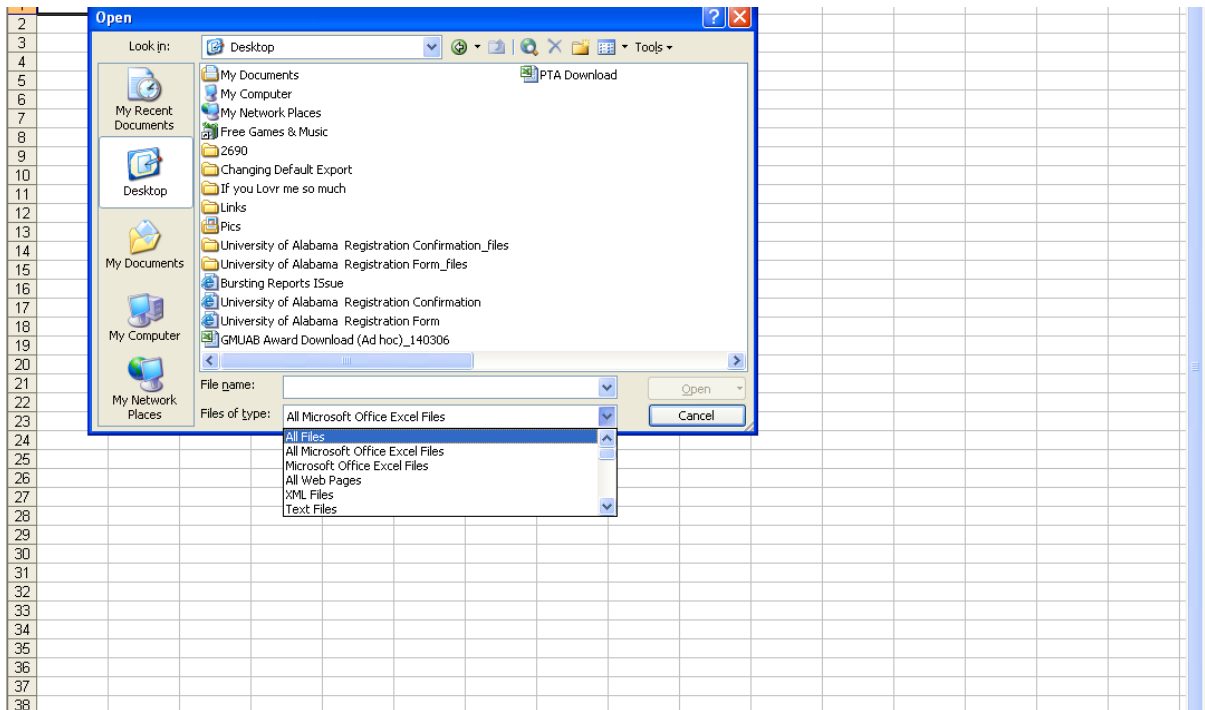 Open
Look in:
Desktop
Tools
My Recent
Documents
Desktop
My Documents
My Computer
My Network
Places
My Documents
My Computer
My Network Places
Free Games & Music
2690
Changing Default Export
If you Lovr me so much
Links
Pics
University of Alabama Registration Confirmation_files
University of Alabama Registration Form_files
Bursting Reports ISsue
University of Alabama Registration Confirmation
University of Alabama Registration Form
GMUAB Award Download (Ad hoc)_140306
PTA Download
File name:
Open
Files of type:
All Microsoft Office Excel Files
Cancel
All Files
All Microsoft Office Excel Files
Microsoft Office Excel Files
All Web Pages
XML Files
Text Files
2
3
4
5
6
7
8
9
10
11
12
13
14
15
16
17
18
19
20
21
22
23
24
25
26
27
28
29
30
31
32
33
34
35
36
37
38